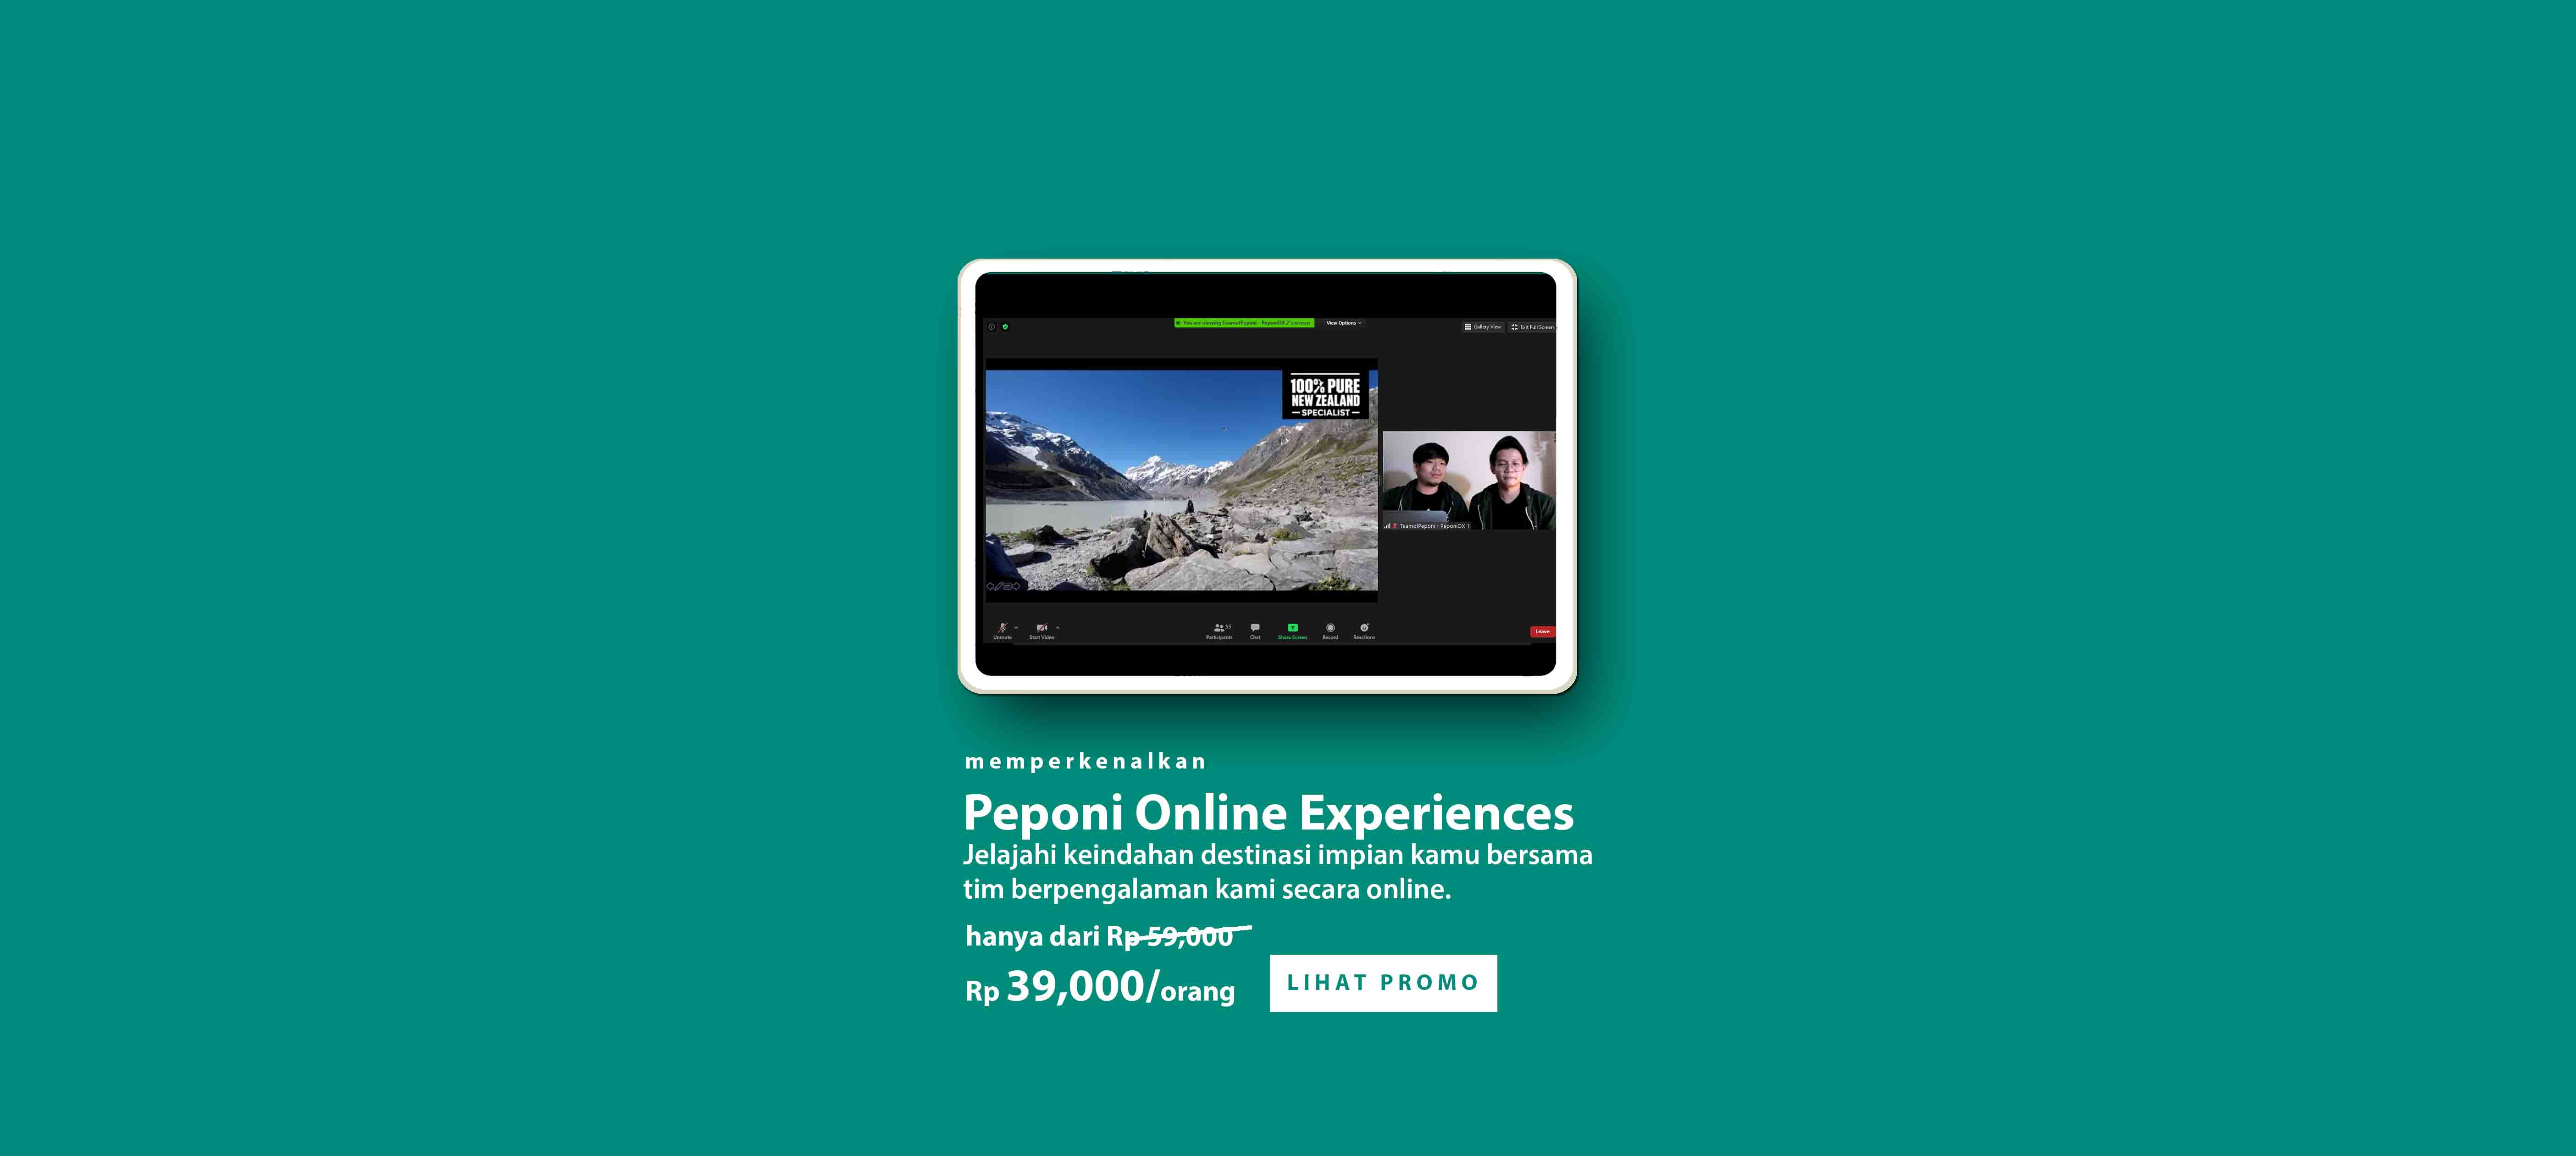 You are viewing TeamofPeponi - PeponiOX 2's screen
View Options
Gallery View
Exit Full Screen
100% PURE
NEW ZEALAND
SPECIALIST
TeamofPeponi - PeponiOX 1
Unmute
Start Video
55
Participants
Chat
Share Screen
Record
Reactions
Leave
memperkenalkan
Peponi Online Experiences
Jelajahi keindahan destinasi impian kamu bersama
tim berpengalaman kami secara online.
hanya dari Rp 59,000
Rp 39,000/orang
LIHAT PROMO